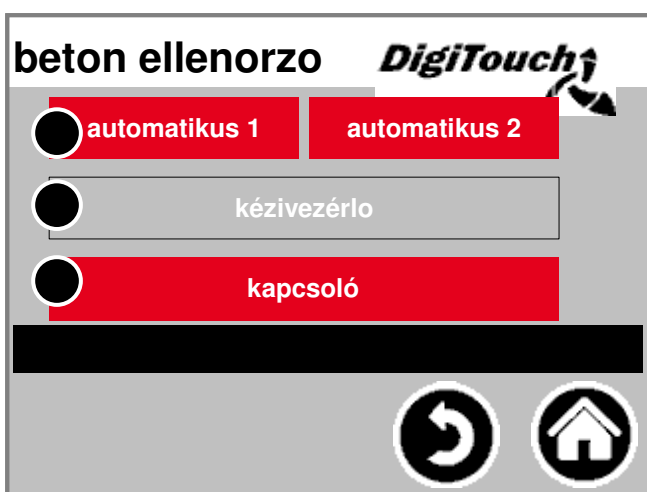 beton ellenorzo
DigiTouch
automatikus 1
automatikus 2
kézivezérlo
kapcsoló